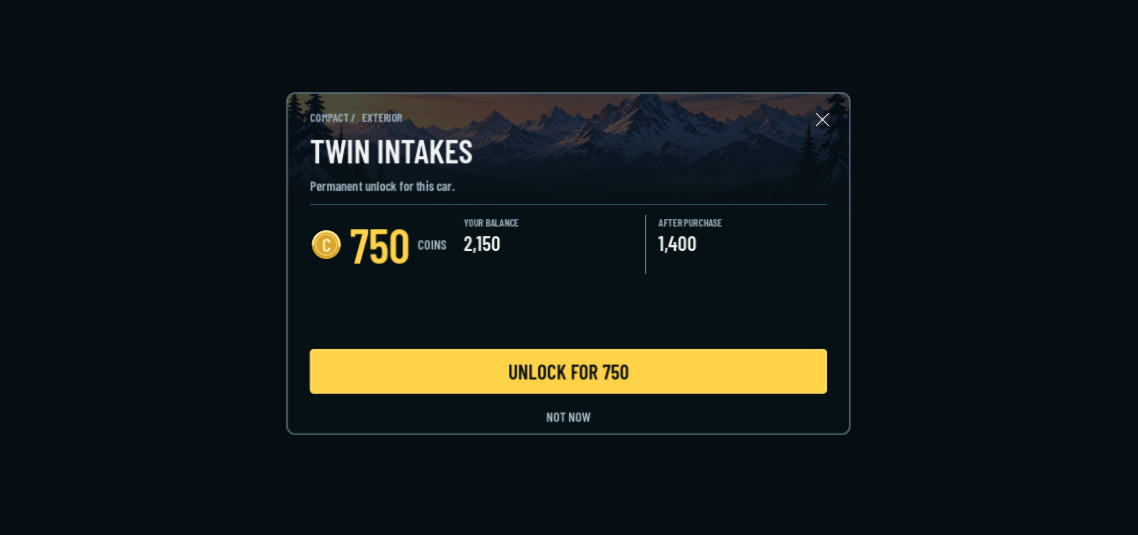 COMPACT / EXTERIOR
TWIN INTAKES
Permanent unlock for this car.
C 750 COINS
YOUR BALANCE
2,150
AFTER PURCHASE
1,400
UNLOCK FOR 750
NOT NOW